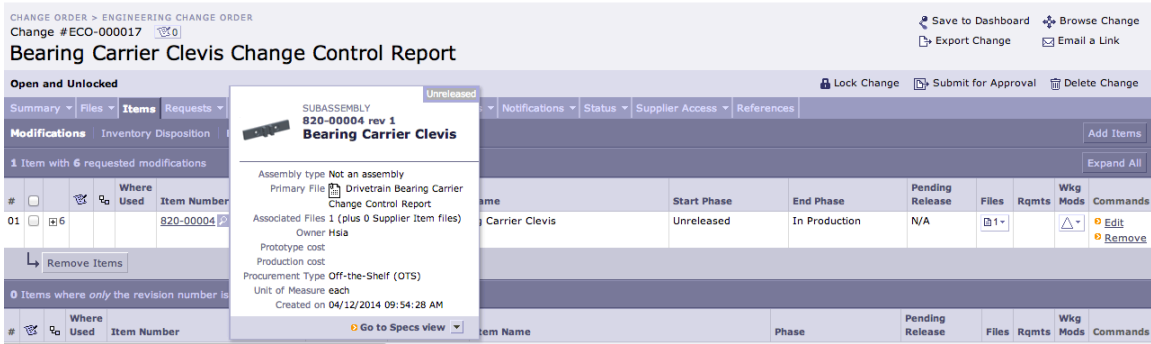 CHANGE ORDER > ENGINEERING CHANGE ORDER
Change #ECO-000017 0
Bearing Carrier Clevis Change Control Report
Save to Dashboard Browse Change
Export Change Email a Link
Open and Unlocked
Lock Change Submit for Approval Delete Change
Summary Files Items Requests Notifications Status Supplier Access References
Modifications Inventory Disposition
Add Items
1 Item with 6 requested modifications
Expand All
# Where Used Item Number Start Phase End Phase Pending Release Files Rqmts Wkg Mods Commands
01 6 820-00004 Carrier Clevis Unreleased In Production N/A 1 Edit
Remove
Remove Items
0 Items where only the revision number is
# Where Used Item Number Item Name Phase Pending Release Files Rqmts Wkg Mods Commands
Unreleased
SUBASSEMBLY
820-00004 rev 1
Bearing Carrier Clevis
Assembly type Not an assembly
Primary File Drivetrain Bearing Carrier
Change Control Report
Associated Files 1 (plus 0 Supplier Item files)
Owner Hsia
Prototype cost
Production cost
Procurement Type Off-the-Shelf (OTS)
Unit of Measure each
Created on 04/12/2014 09:54:28 AM
Go to Specs view